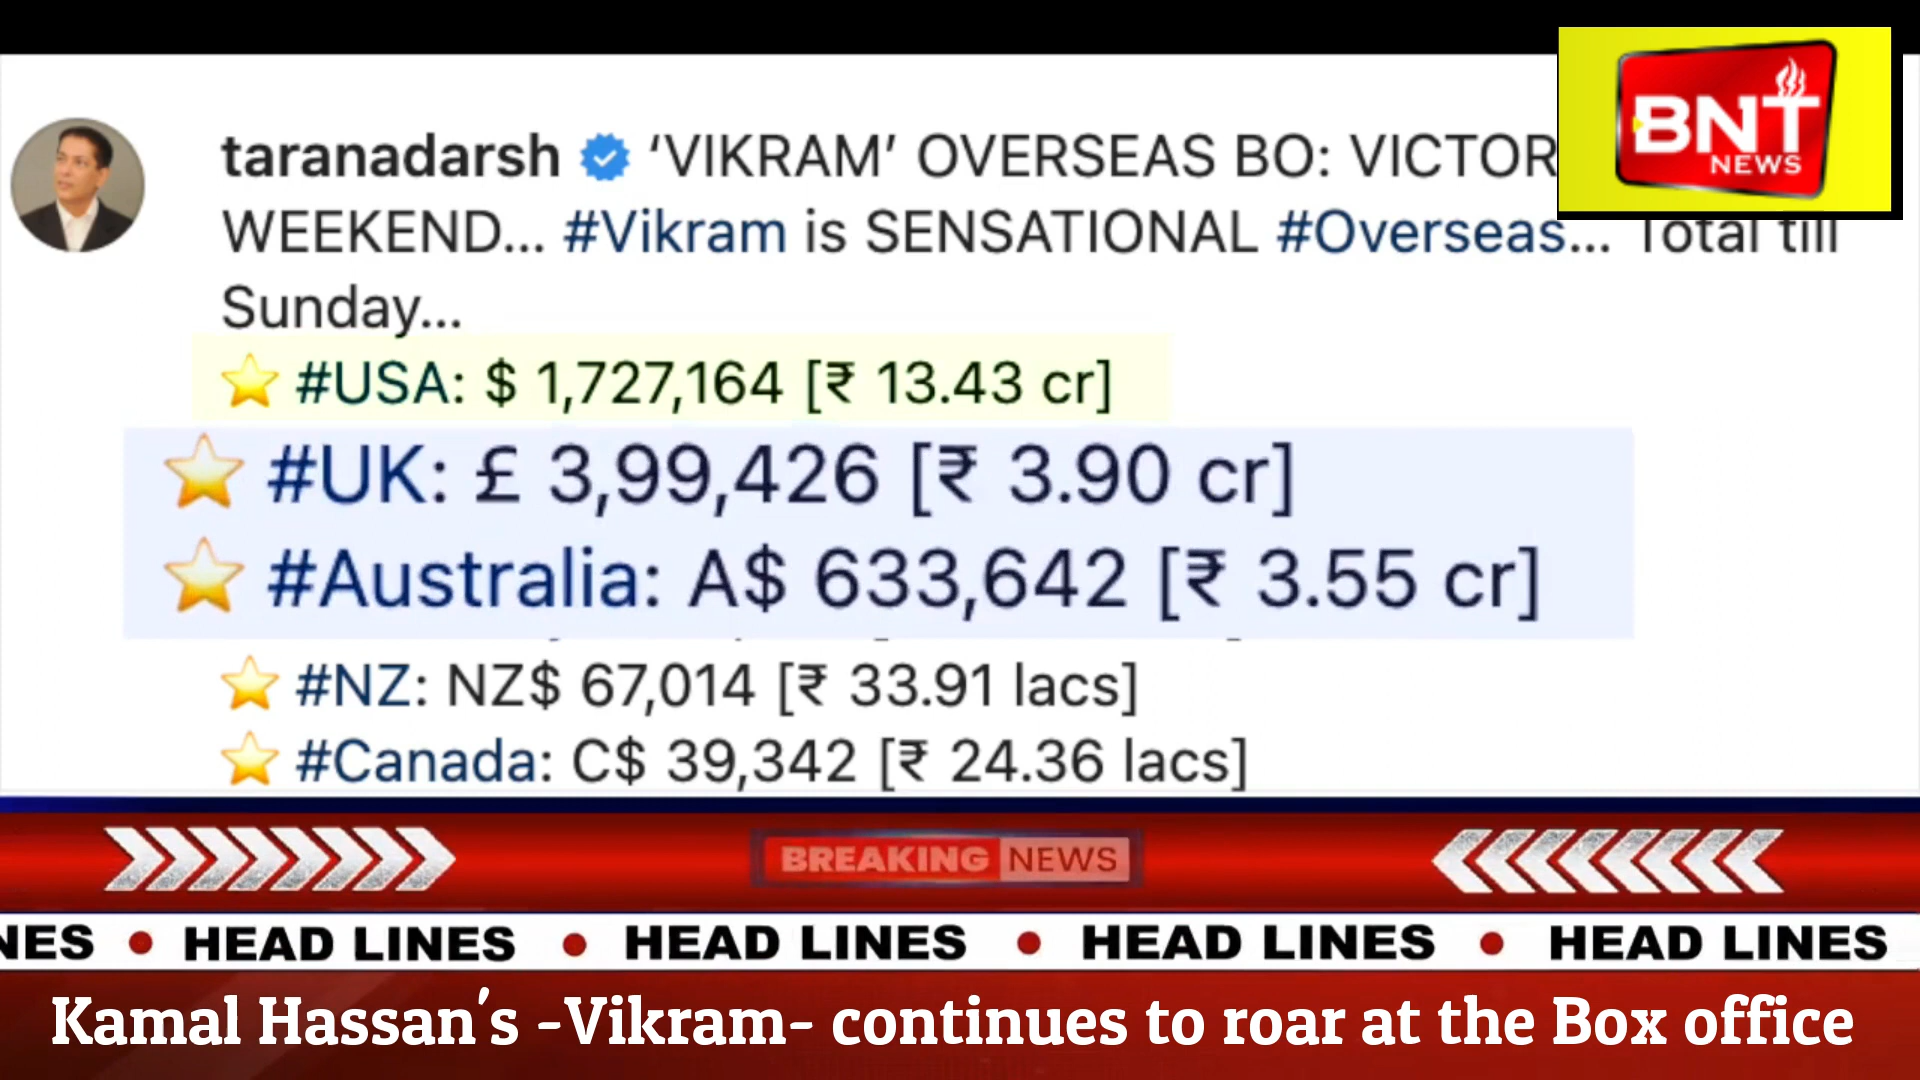 BNT
NEWS
taranadarsh 'VIKRAM' OVERSEAS BO:
WEEKEND... #Vikram is SENSATIONAL #Overseas... Total till
Sunday...
#USA: $ 1,727,164 [₹ 13.43 cr]
#UK: £ 3,99,426 [₹ 3.90 cr]
#Australia: A$ 633,642 [₹ 3.55 cr]
#NZ: NZ$ 67,014 [₹ 33.91 lacs]
#Canada: C$ 39,342 [₹ 24.36 lacs]
BREAKING NEWS
NES • HEAD LINES • HEAD LINES • HEAD LINES • HEAD LINES
Kamal Hassan's -Vikram- continues to roar at the Box office